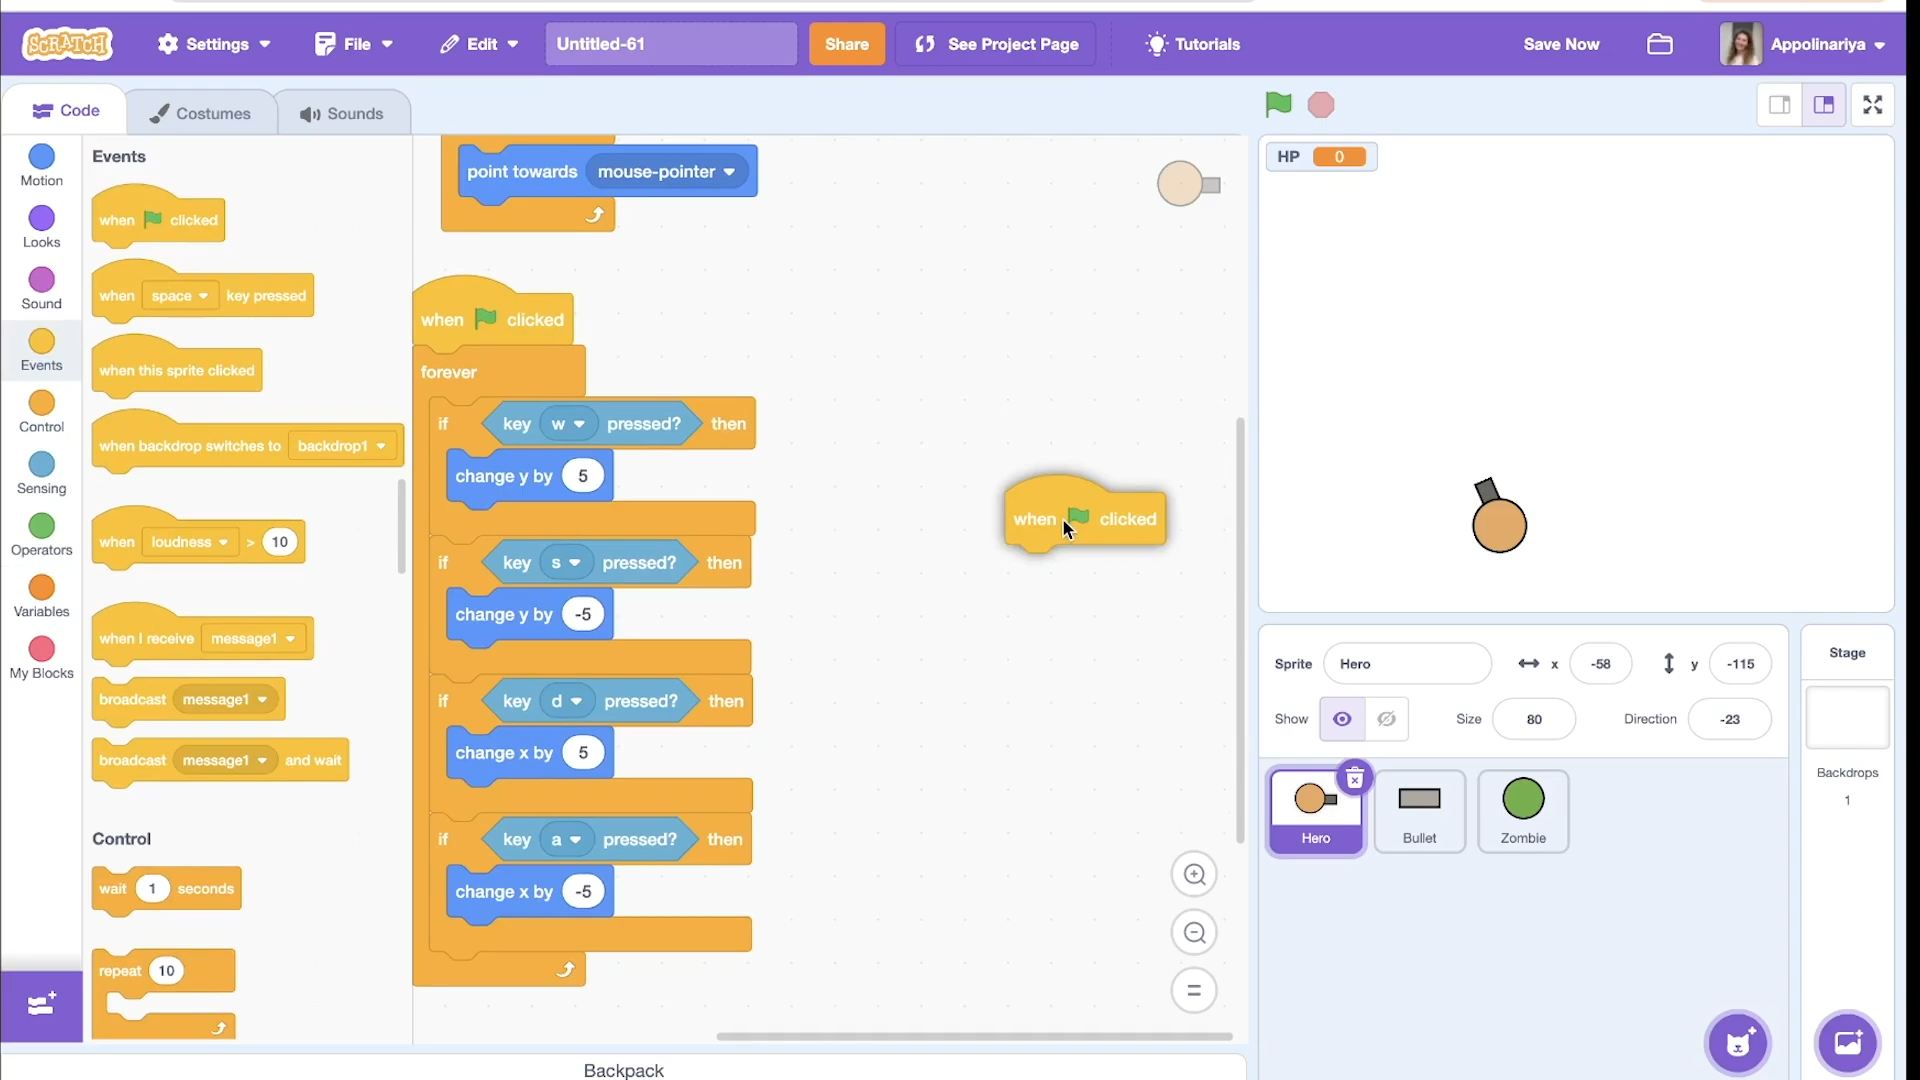 SCRATCH
Settings
File
Edit
Untitled-61
Share
See Project Page
Tutorials
Save Now
Appolinariya
Code
Costumes
Sounds
Motion
Looks
Sound
Events
Control
Sensing
Operators
Variables
My Blocks
Events
when clicked
when space key pressed
when this sprite clicked
when backdrop switches to backdrop1
when loudness > 10
when I receive message1
broadcast message1
broadcast message1 and wait
Control
wait 1 seconds
repeat 10
point towards mouse-pointer
when clicked
forever
if key w pressed? then
change y by 5
if key s pressed? then
change y by -5
if key d pressed? then
change x by 5
if key a pressed? then
change x by -5
when clicked
Backpack
HP 0
Sprite Hero x -58 y -115
Show Size 80 Direction -23
Hero
Bullet
Zombie
Stage
Backdrops
1